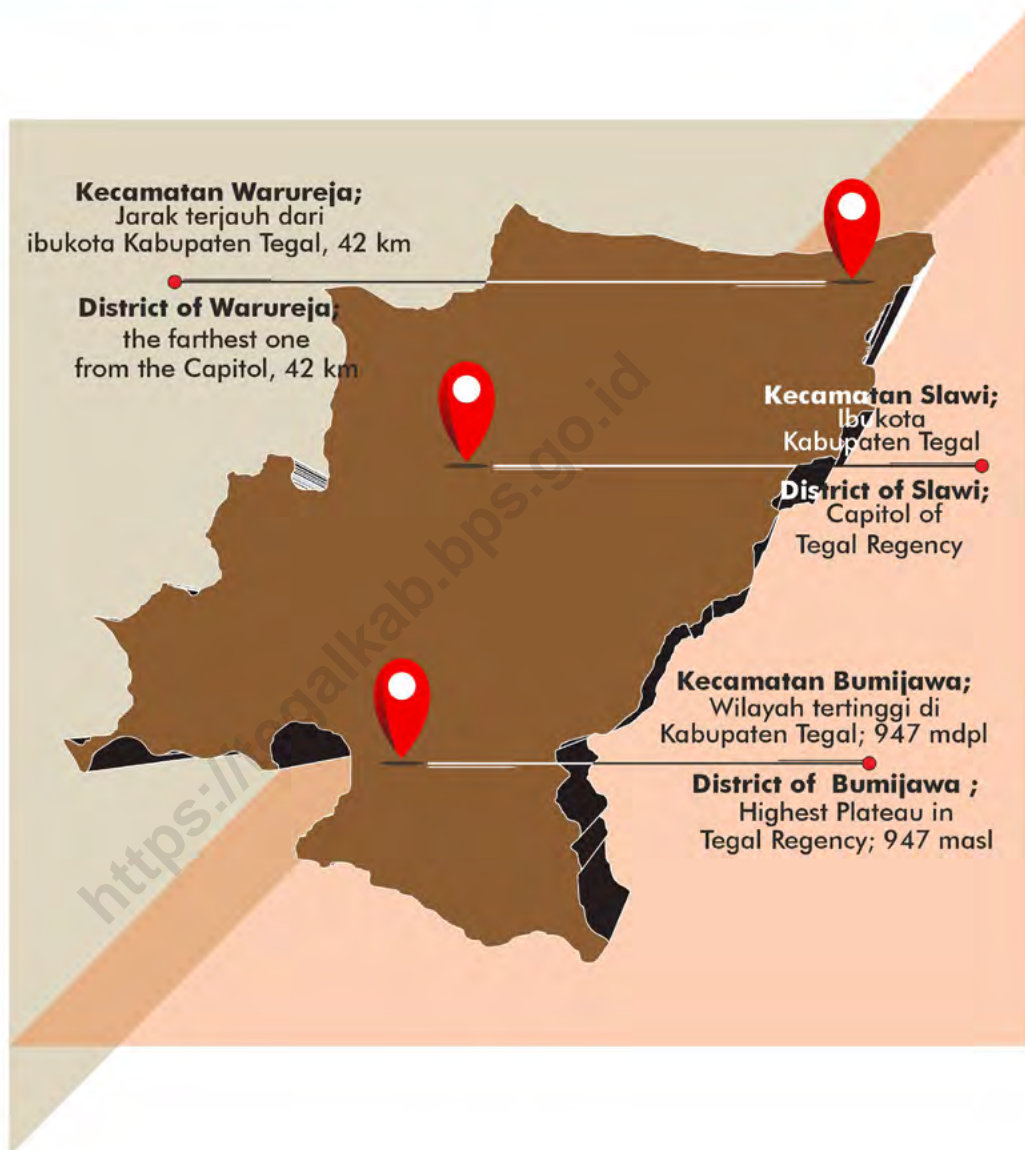 Kecamatan Warureja;
Jarak terjauh dari
ibukota Kabupaten Tegal, 42 km
District of Warureja;
the farthest one
from the Capitol, 42 km
Kecamatan Slawi;
Ibukota
Kabupaten Tegal
District of Slawi;
Capitol of
Tegal Regency
Kecamatan Bumijawa;
Wilayah tertinggi di
Kabupaten Tegal; 947 mdpl
District of Bumijawa ;
Highest Plateau in
Tegal Regency; 947 masl
https://tegalkab.bps.go.id